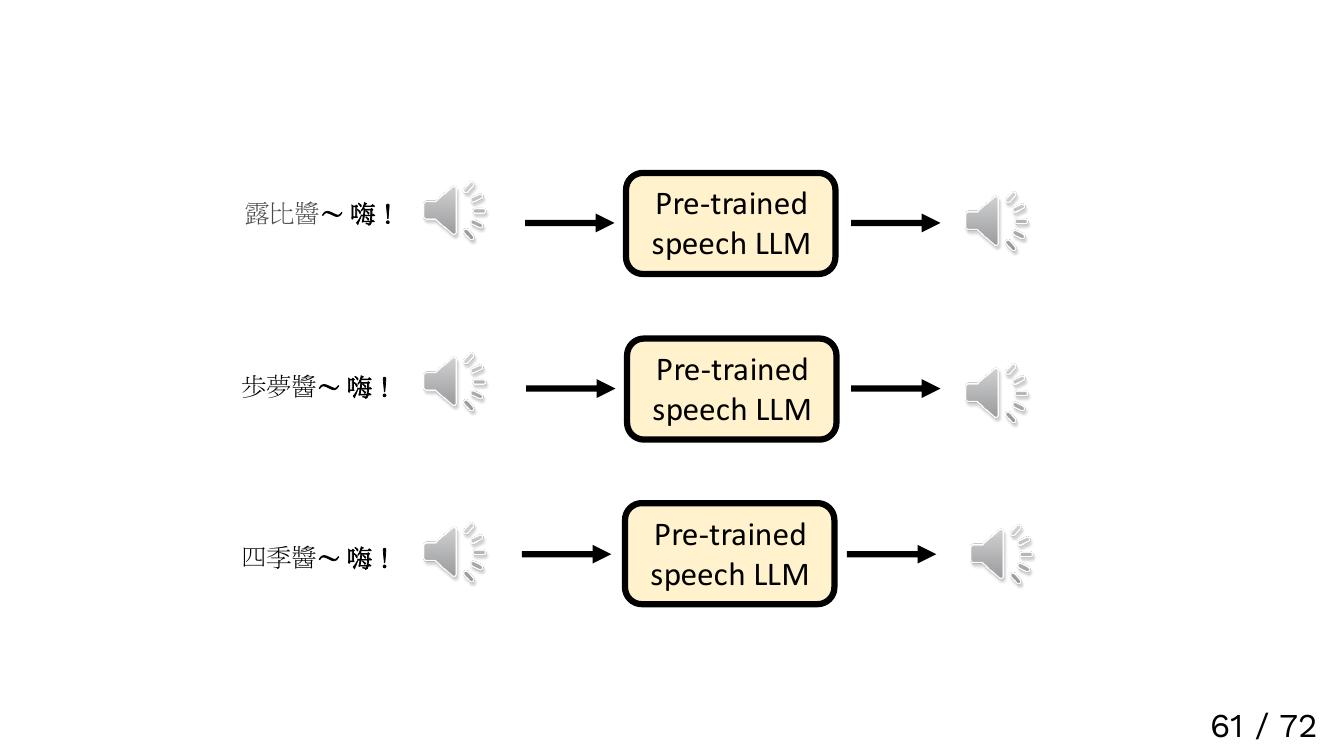 露比醬～ 嗨！
Pre-trained
speech LLM
歩夢醬～ 嗨！
Pre-trained
speech LLM
四季醬～ 嗨！
Pre-trained
speech LLM
61 / 72